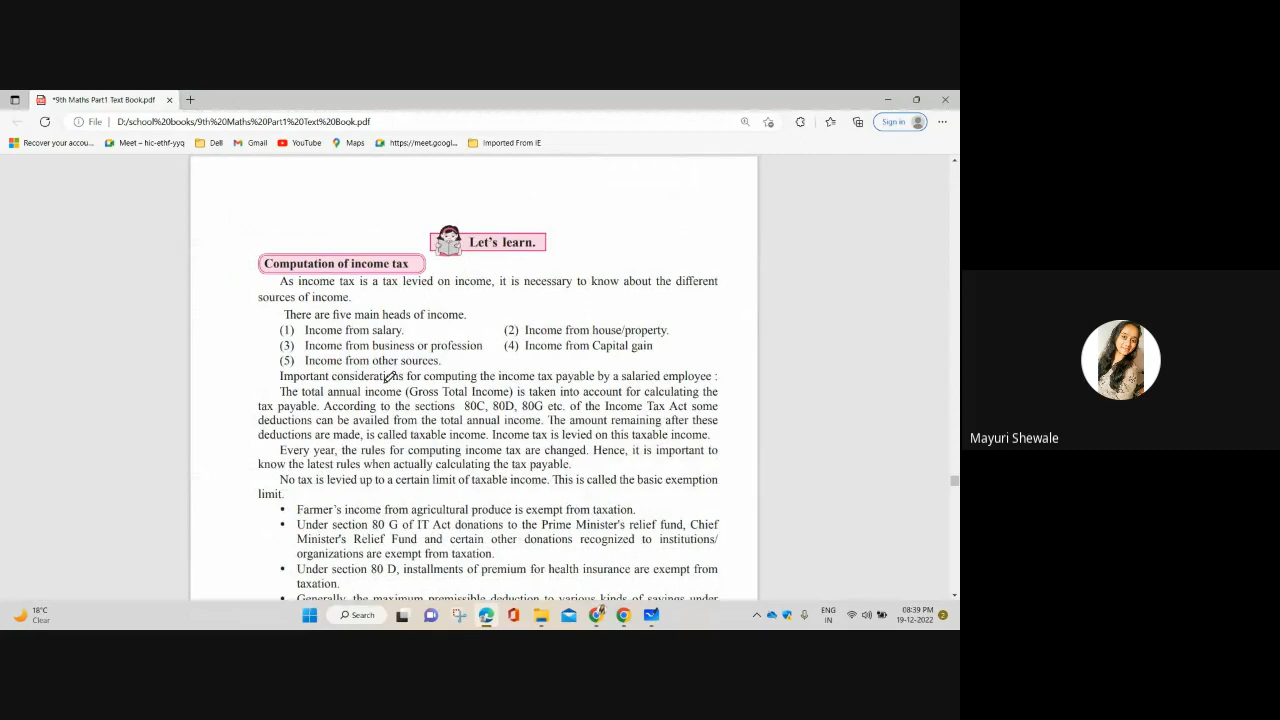 *9th Maths Part1 Text Book.pdf
File D:/school%20books/9th%20Maths%20Part1%20Text%20Book.pdf
Sign in
Recover your accou... Meet – hic-ethf-yyq Dell Gmail YouTube Maps https://meet.googl... Imported From IE
Let's learn.
Computation of income tax
As income tax is a tax levied on income, it is necessary to know about the different
sources of income.
There are five main heads of income.
(1) Income from salary. (2) Income from house/property.
(3) Income from business or profession (4) Income from Capital gain
(5) Income from other sources.
Important considerations for computing the income tax payable by a salaried employee :
The total annual income (Gross Total Income) is taken into account for calculating the
tax payable. According to the sections 80C, 80D, 80G etc. of the Income Tax Act some
deductions can be availed from the total annual income. The amount remaining after these
deductions are made, is called taxable income. Income tax is levied on this taxable income.
Every year, the rules for computing income tax are changed. Hence, it is important to
know the latest rules when actually calculating the tax payable.
No tax is levied up to a certain limit of taxable income. This is called the basic exemption
limit.
• Farmer's income from agricultural produce is exempt from taxation.
• Under section 80 G of IT Act donations to the Prime Minister's relief fund, Chief
Minister's Relief Fund and certain other donations recognized to institutions/
organizations are exempt from taxation.
• Under section 80 D, installments of premium for health insurance are exempt from
taxation.
• Generally, the maximum premissible deduction to various kinds of savings under
Mayuri Shewale
18°C
Clear
Search
ENG
IN
08:39 PM
19-12-2022
2